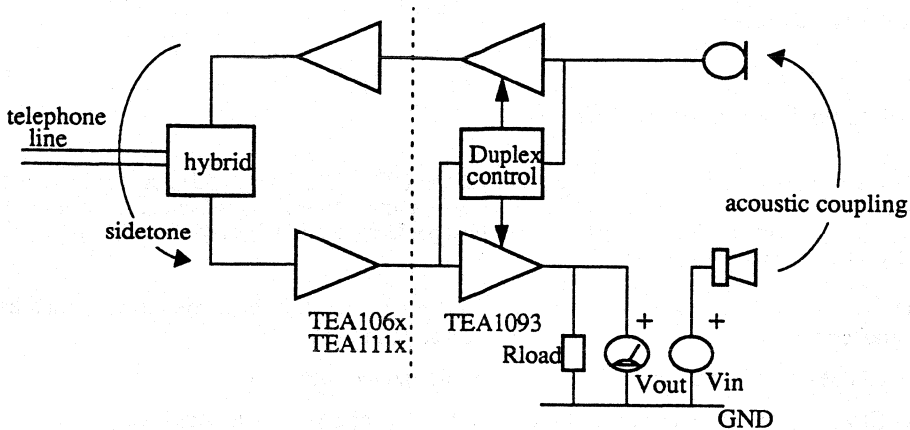 telephone
line
hybrid
Duplex
control
acoustic coupling
sidetone
TEA106x
TEA111x
TEA1093
Rload
+
+
Vout
Vin
GND